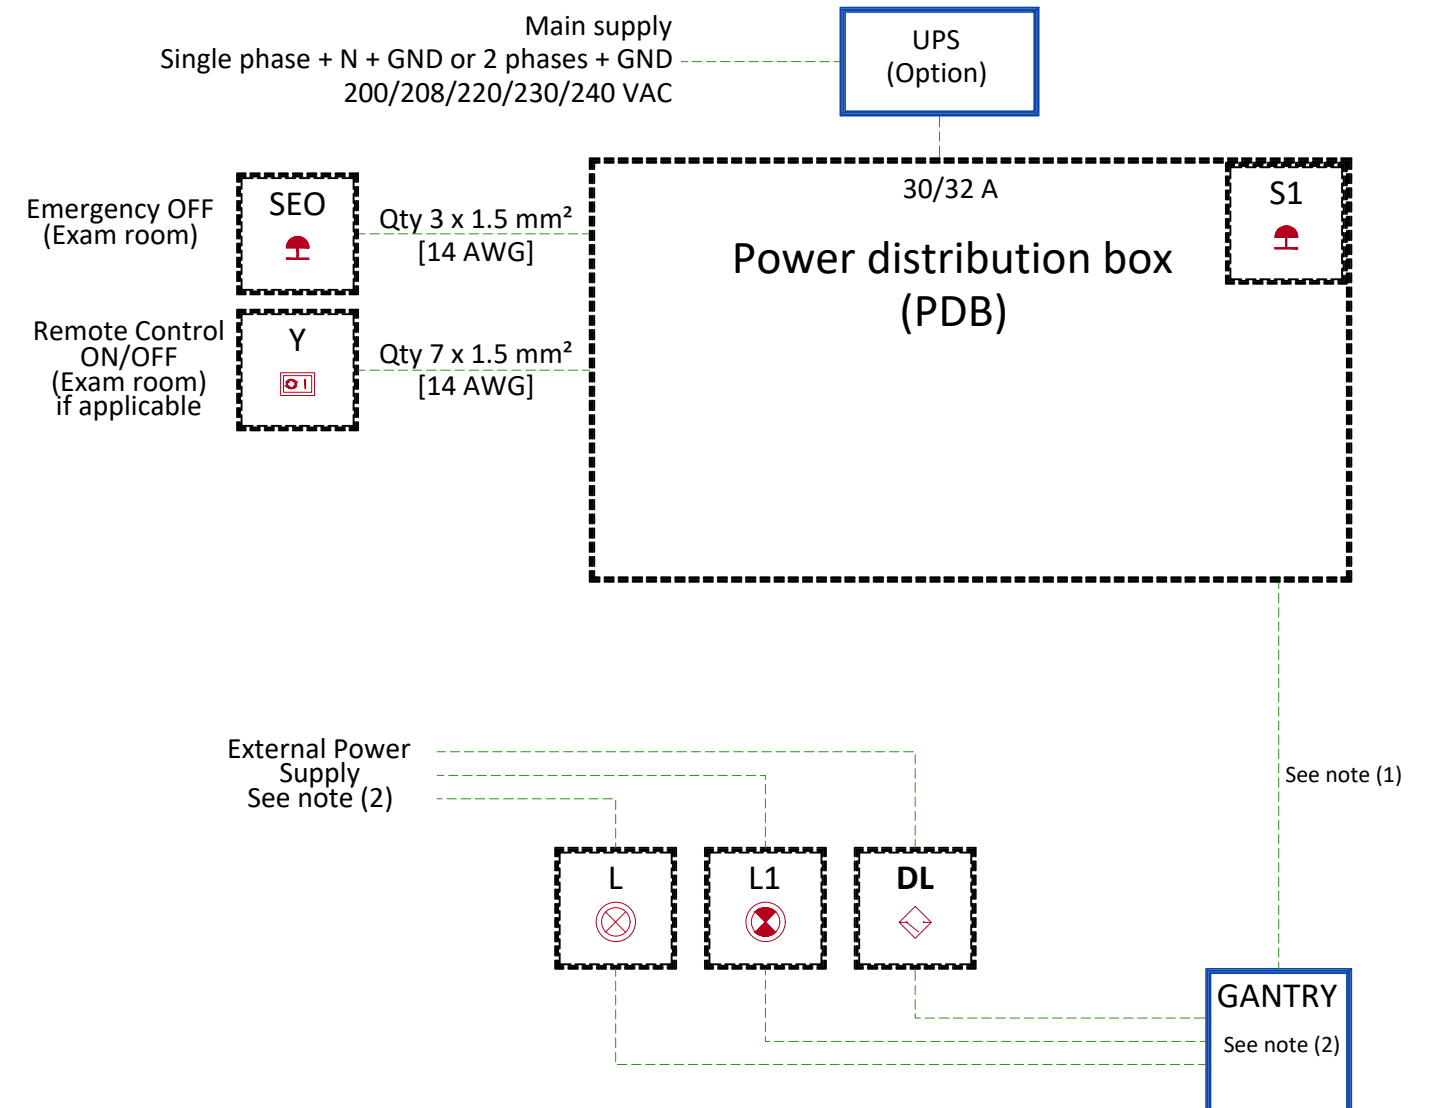 Main supply
Single phase + N + GND or 2 phases + GND
200/208/220/230/240 VAC
UPS
(Option)
30/32 A
Power distribution box
(PDB)
S1
Emergency OFF
(Exam room)
SEO
Qty 3 x 1.5 mm²
[14 AWG]
Remote Control
ON/OFF
(Exam room)
if applicable
Y
Qty 7 x 1.5 mm²
[14 AWG]
External Power
Supply
See note (2)
See note (1)
L
L1
DL
GANTRY
See note (2)